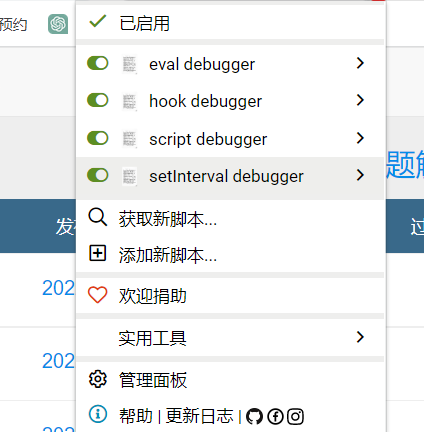 预约
已启用
eval debugger
hook debugger
script debugger
setInterval debugger
获取新脚本...
添加新脚本...
欢迎捐助
实用工具
管理面板
帮助 | 更新日志 |
题
发
过
202
202
202